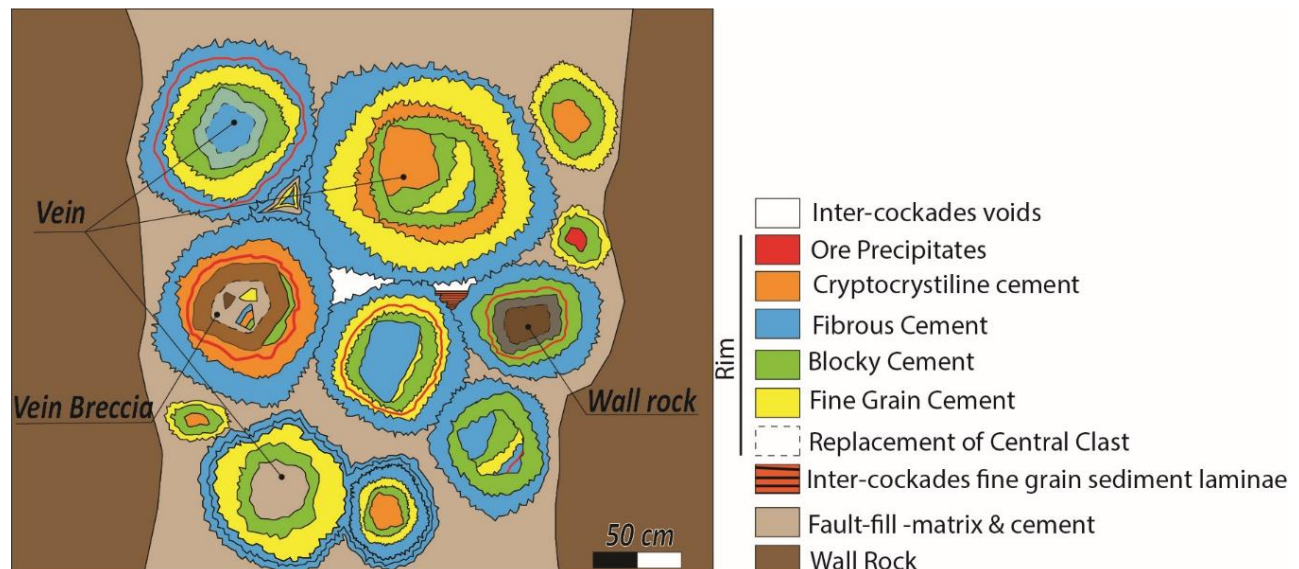 Vein
Vein Breccia
Wall rock
50 cm
Rim
Inter-cockades voids
Ore Precipitates
Cryptocrystiline cement
Fibrous Cement
Blocky Cement
Fine Grain Cement
Replacement of Central Clast
Inter-cockades fine grain sediment laminae
Fault-fill -matrix & cement
Wall Rock